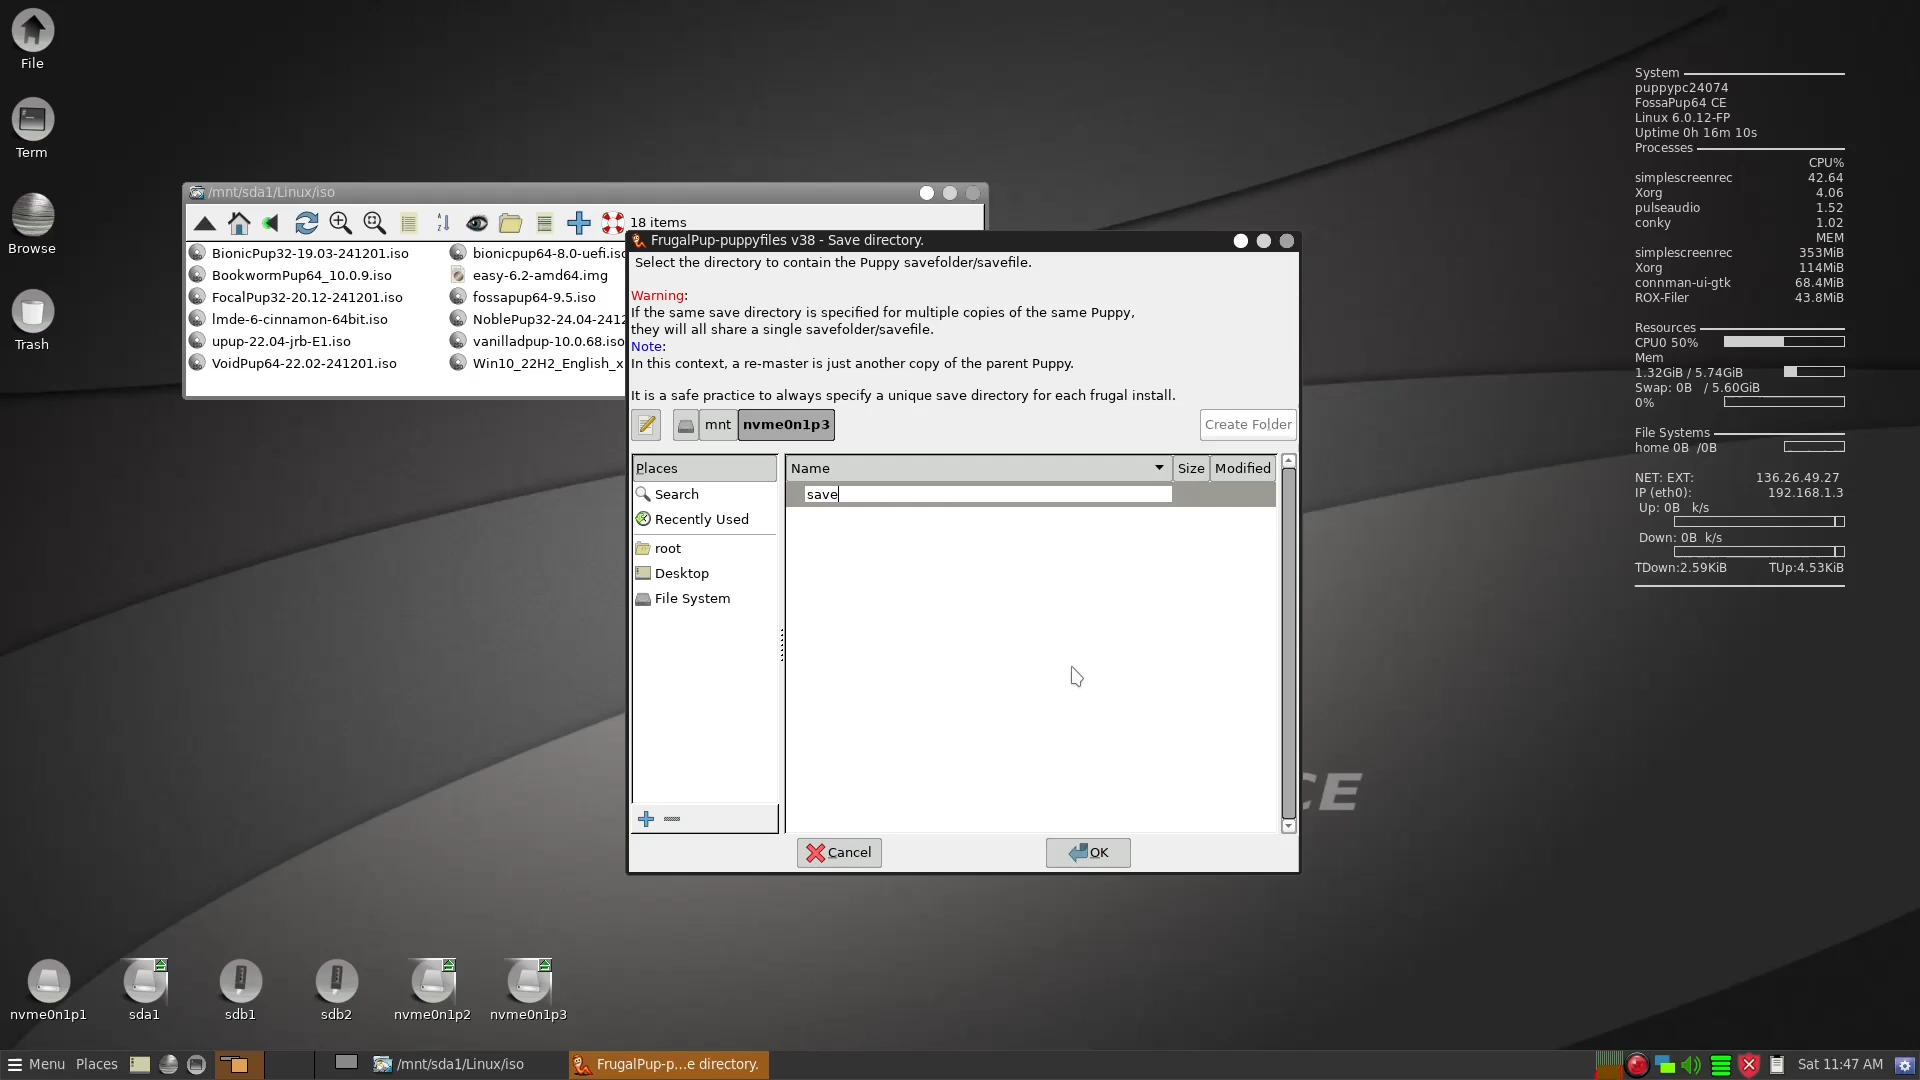 File
Term
Browse
Trash
/mnt/sda1/Linux/iso
18 items
BionicPup32-19.03-241201.iso
BookwormPup64_10.0.9.iso
FocalPup32-20.12-241201.iso
lmde-6-cinnamon-64bit.iso
upup-22.04-jrb-E1.iso
VoidPup64-22.02-241201.iso
bionicpup64-8.0-uefi.iso
easy-6.2-amd64.img
fossapup64-9.5.iso
NoblePup32-24.04-2412
vanilladpup-10.0.68.iso
Win10_22H2_English_x
FrugalPup-puppyfiles v38 - Save directory.
Select the directory to contain the Puppy savefolder/savefile.
Warning:
If the same save directory is specified for multiple copies of the same Puppy,
they will all share a single savefolder/savefile.
Note:
In this context, a re-master is just another copy of the parent Puppy.
It is a safe practice to always specify a unique save directory for each frugal install.
mnt nvme0n1p3 Create Folder
Places
Search
Recently Used
root
Desktop
File System
Name Size Modified
save
Cancel OK
CE
System
puppypc24074
FossaPup64 CE
Linux 6.0.12-FP
Uptime 0h 16m 10s
Processes
CPU%
simplescreenrec 42.64
Xorg 4.06
pulseaudio 1.52
conky 1.02
MEM
simplescreenrec 353MiB
Xorg 114MiB
connman-ui-gtk 68.4MiB
ROX-Filer 43.8MiB
Resources
CPU0 50%
Mem
1.32GiB / 5.74GiB
Swap: 0B / 5.60GiB
0%
File Systems
home 0B /0B
NET: EXT: 136.26.49.27
IP (eth0): 192.168.1.3
Up: 0B k/s
Down: 0B k/s
TDown:2.59KiB TUp:4.53KiB
nvme0n1p1 sda1 sdb1 sdb2 nvme0n1p2 nvme0n1p3
Menu Places /mnt/sda1/Linux/iso FrugalPup-p...e directory. Sat 11:47 AM